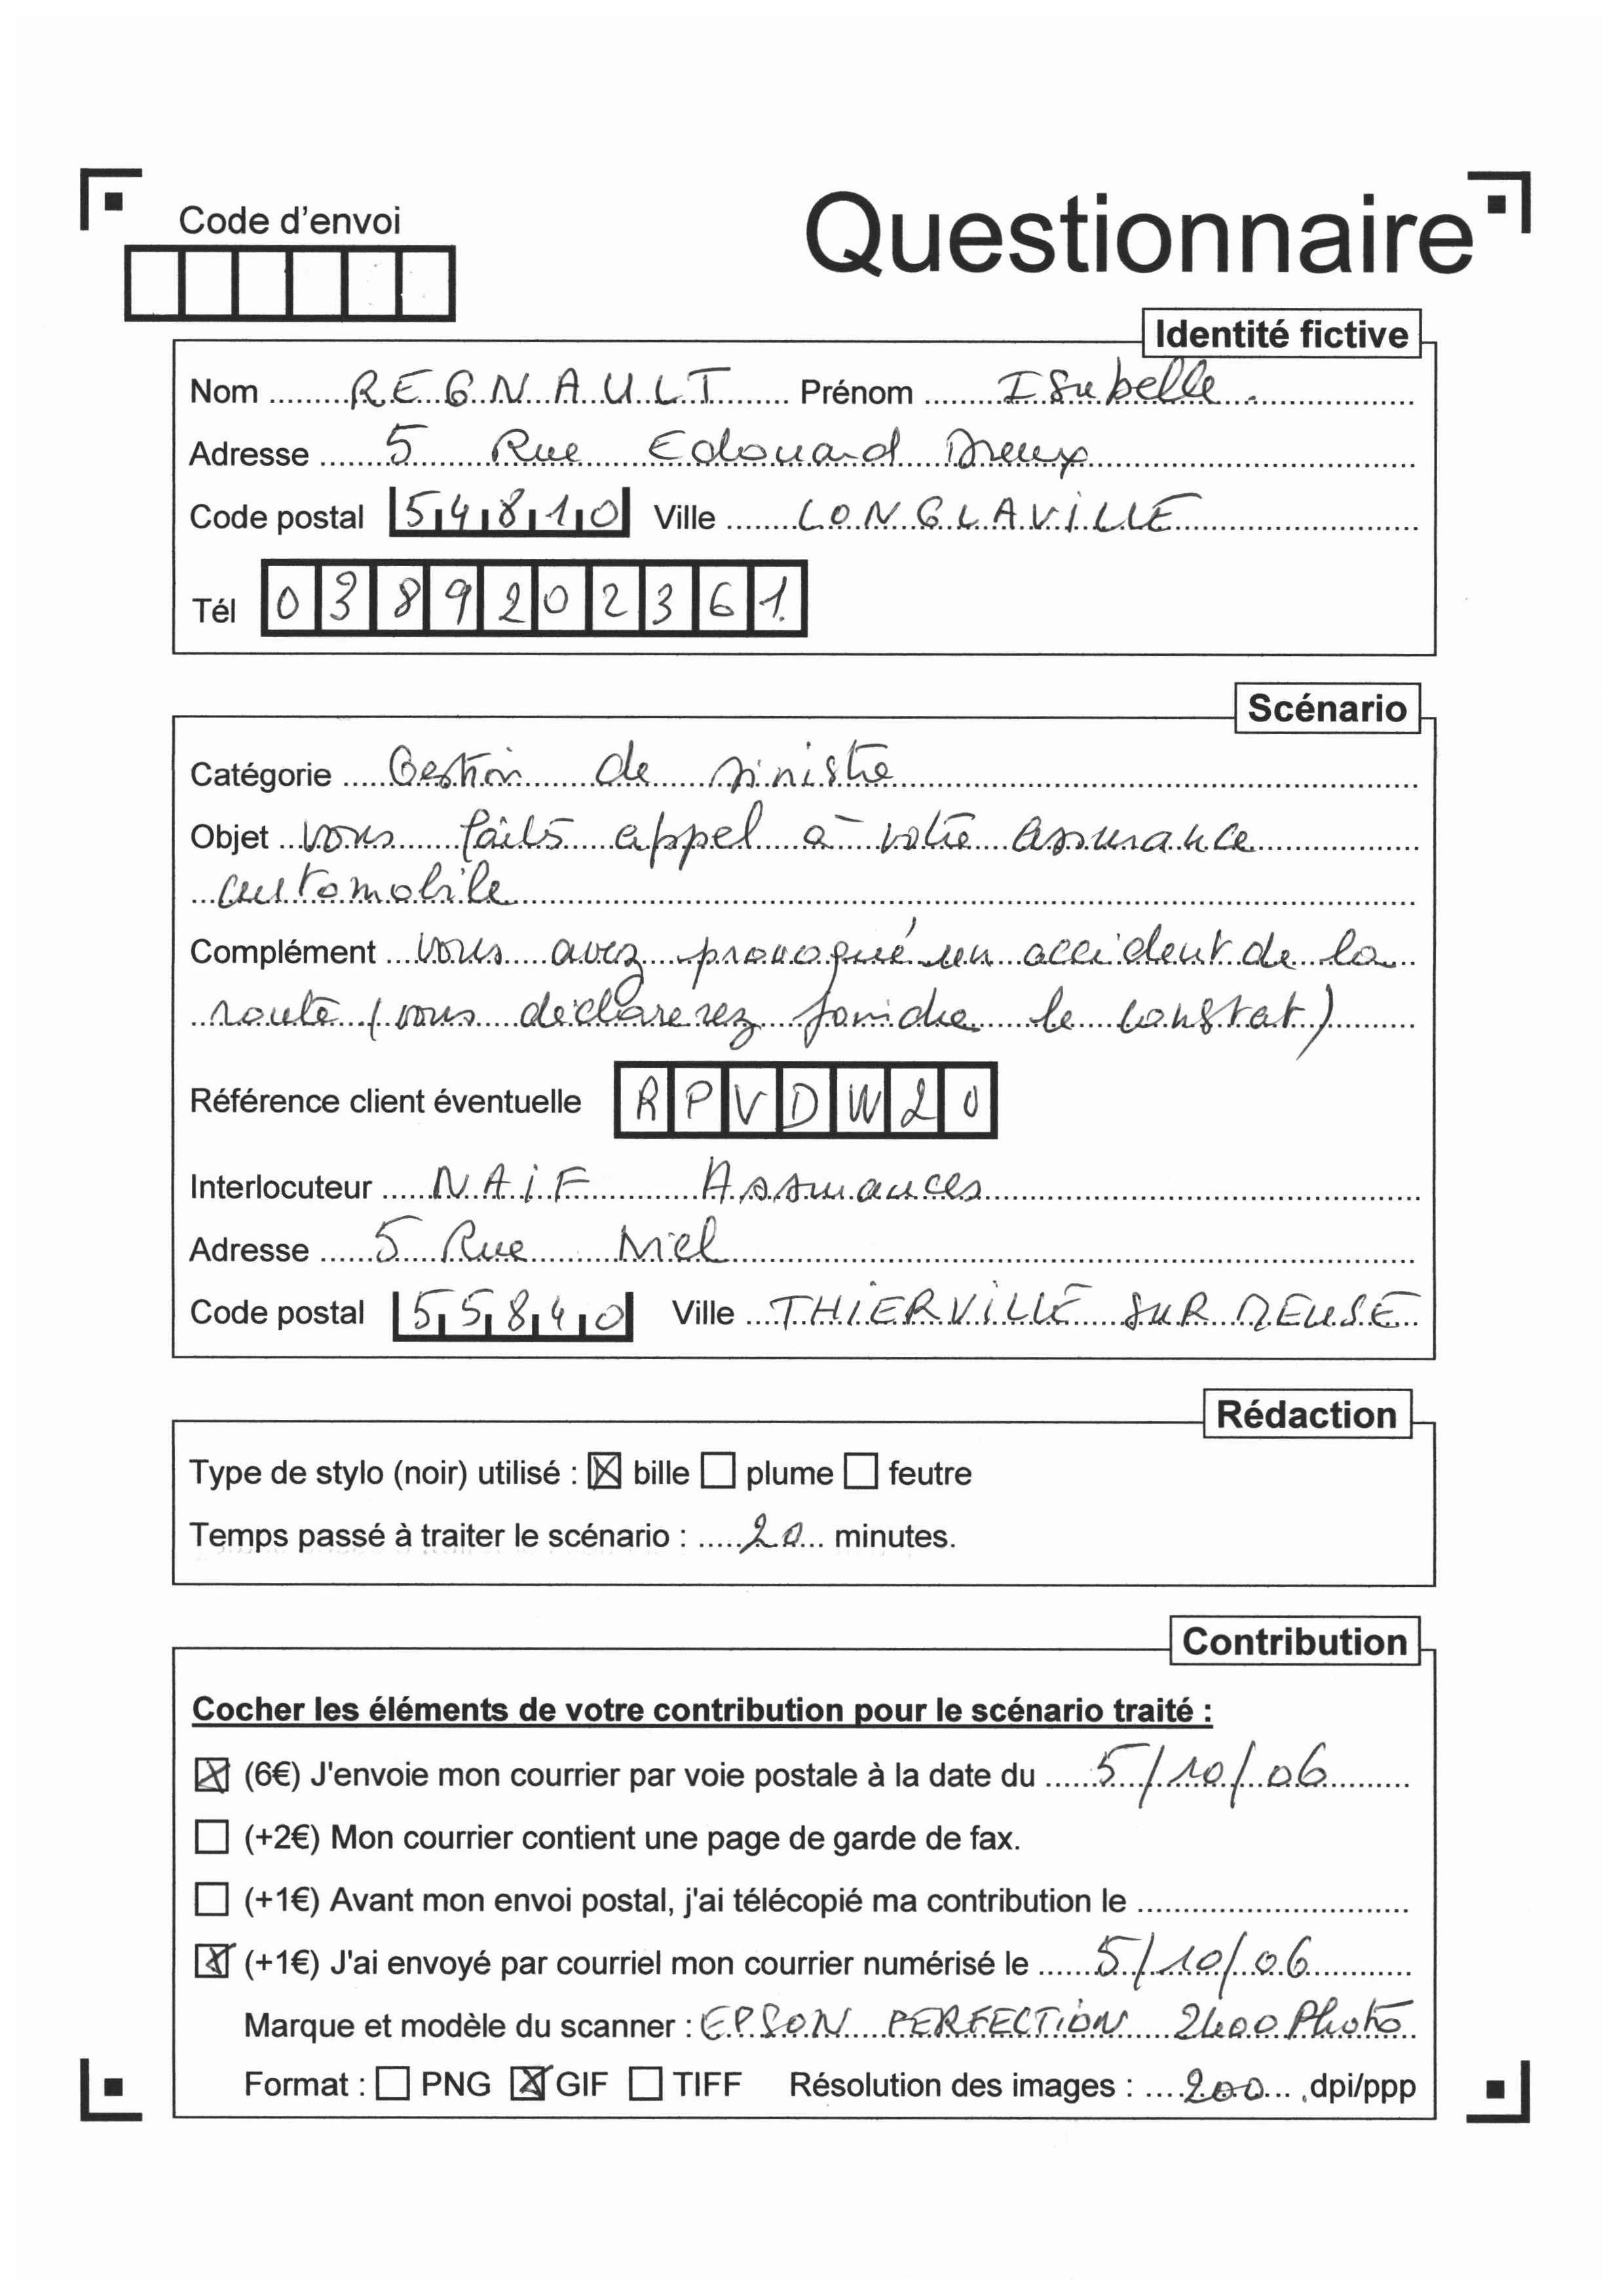 Code d'envoi
Questionnaire
Identité fictive
Nom REGNAULT Prénom Isabelle
Adresse 5 Rue Edouard Dreux
Code postal 54810 Ville LONGLAVILLE
Tél 0389202361
Scénario
Catégorie Gestion de sinistre
Objet vous faites appel à votre assurance
automobile
Complément vous avez provoqué un accident de la
route (vous déclarerez joindre le constat)
Référence client éventuelle RPVDW20
Interlocuteur NAIF Assurances
Adresse 5 Rue Niel
Code postal 55840 Ville THIERVILLE SUR MEUSE
Rédaction
Type de stylo (noir) utilisé : ☒ bille ☐ plume ☐ feutre
Temps passé à traiter le scénario : 20 minutes.
Contribution
Cocher les éléments de votre contribution pour le scénario traité :
☒ (6€) J'envoie mon courrier par voie postale à la date du 5/10/06
☐ (+2€) Mon courrier contient une page de garde de fax.
☐ (+1€) Avant mon envoi postal, j'ai télécopié ma contribution le
☒ (+1€) J'ai envoyé par courriel mon courrier numérisé le 5/10/06
Marque et modèle du scanner : EPSON PERFECTION 2400 Photo
Format : ☐ PNG ☒ GIF ☐ TIFF Résolution des images : 200 dpi/ppp